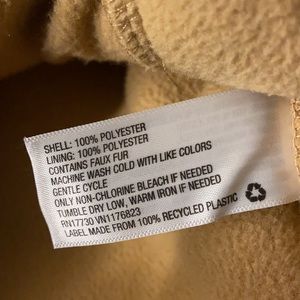 SHELL: 100% POLYESTER
LINING: 100% POLYESTER
CONTAINS FAUX FUR
MACHINE WASH COLD WITH LIKE COLORS
GENTLE CYCLE
ONLY NON-CHLORINE BLEACH IF NEEDED
TUMBLE DRY LOW, WARM IRON IF NEEDED
RN17730 VN1176823
LABEL MADE FROM 100% RECYCLED PLASTIC